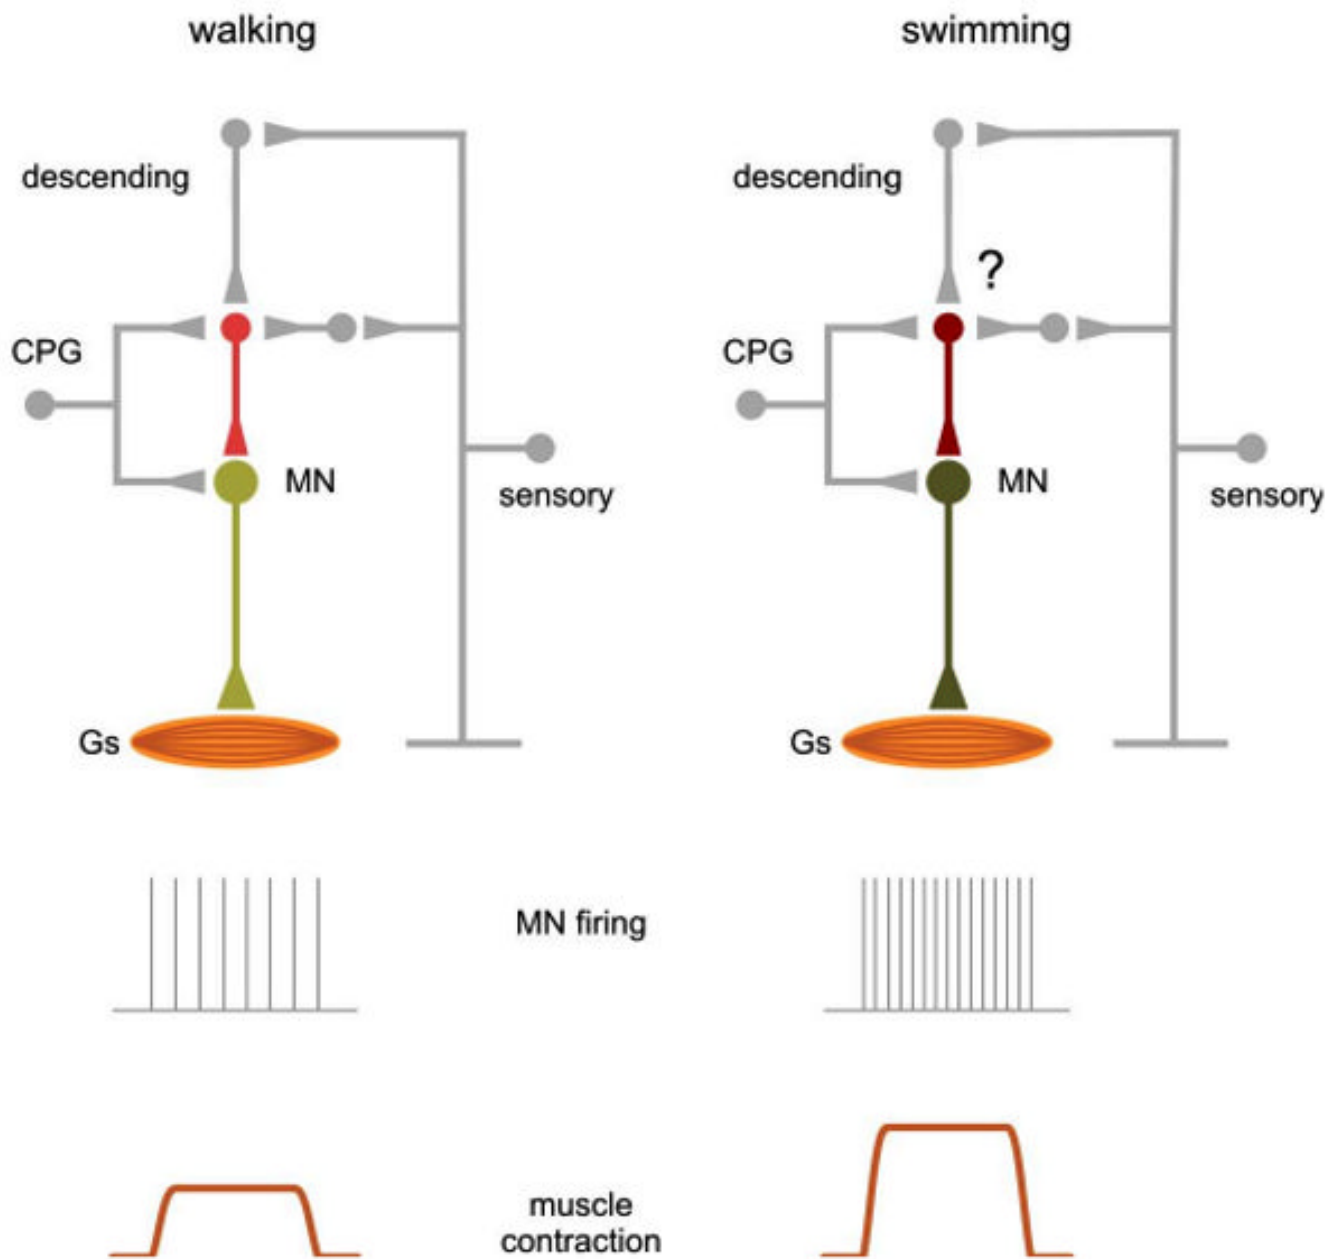 walking
swimming
descending
descending
?
CPG
CPG
MN
MN
sensory
sensory
Gs
Gs
MN firing
muscle
contraction